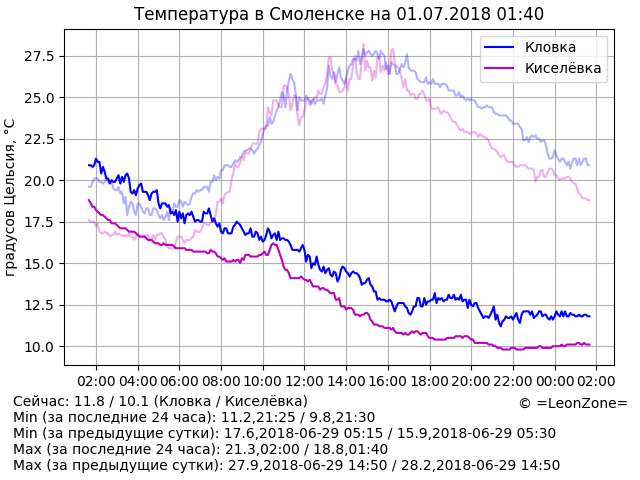 Температура в Смоленске на 01.07.2018 01:40
Кловка
Киселёвка
градусов Цельсия, °C
27.5
25.0
22.5
20.0
17.5
15.0
12.5
10.0
02:00 04:00 06:00 08:00 10:00 12:00 14:00 16:00 18:00 20:00 22:00 00:00 02:00
Сейчас: 11.8 / 10.1 (Кловка / Киселёвка)
© =LeonZone=
Min (за последние 24 часа): 11.2,21:25 / 9.8,21:30
Min (за предыдущие сутки): 17.6,2018-06-29 05:15 / 15.9,2018-06-29 05:30
Max (за последние 24 часа): 21.3,02:00 / 18.8,01:40
Max (за предыдущие сутки): 27.9,2018-06-29 14:50 / 28.2,2018-06-29 14:50